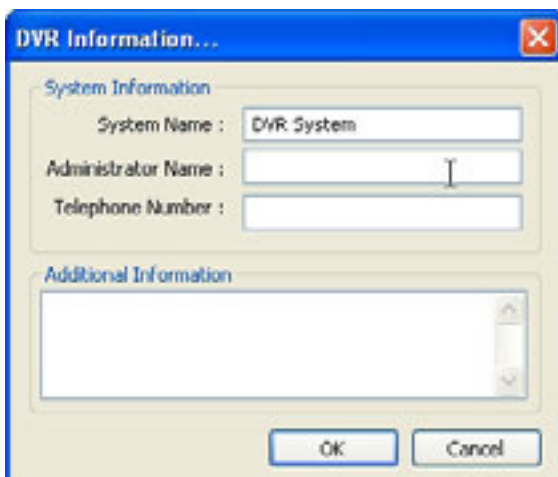 DVR Information...
System Information
System Name : DVR System
Administrator Name :
Telephone Number :
Additional Information
OK Cancel